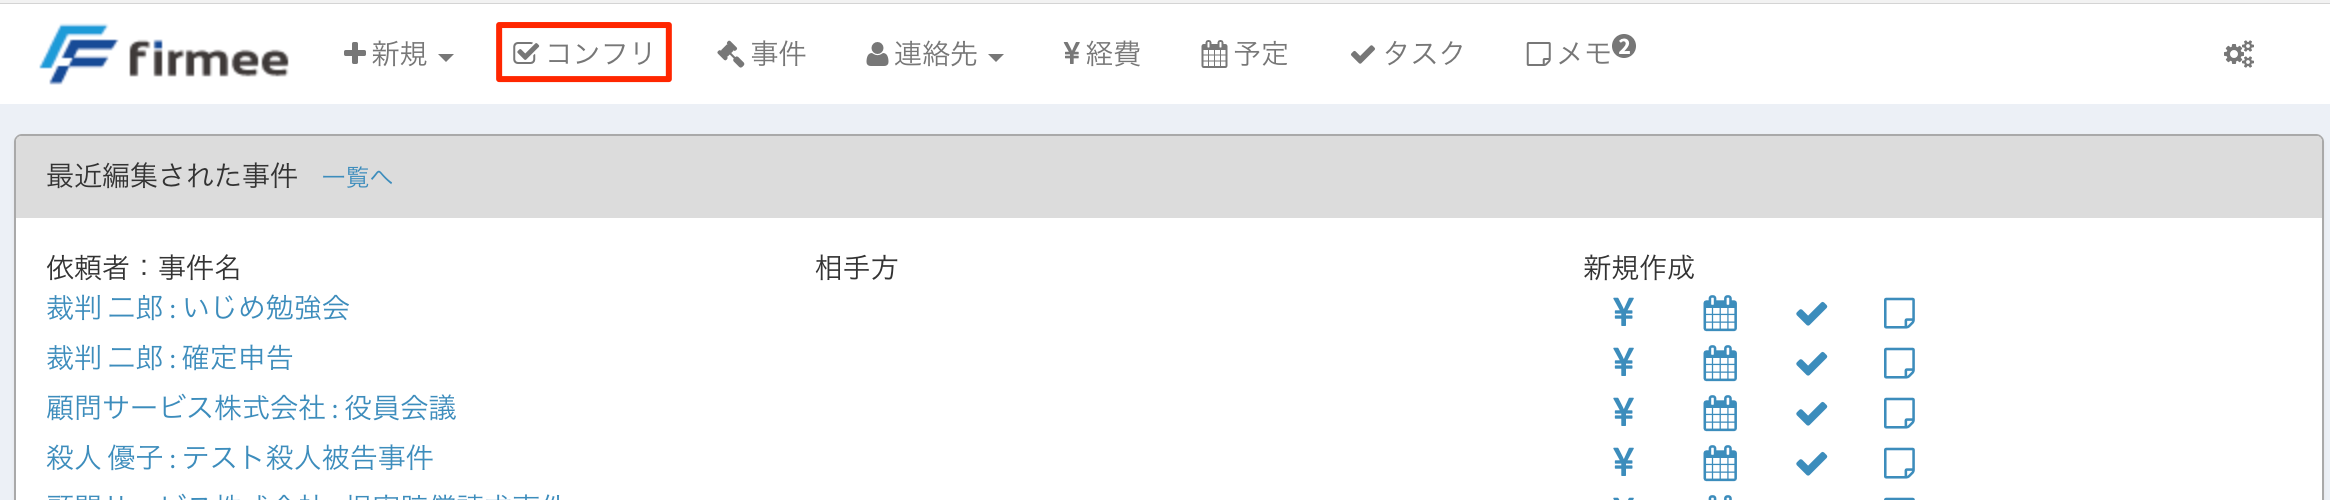 firmee 新規 コンフリ 事件 連絡先 ¥経費 予定 タスク メモ2
最近編集された事件 一覧へ
依頼者：事件名 相手方 新規作成
裁判 二郎 : いじめ勉強会 ¥
裁判 二郎 : 確定申告 ¥
顧問サービス株式会社 : 役員会議 ¥
殺人 優子 : テスト殺人被告事件 ¥